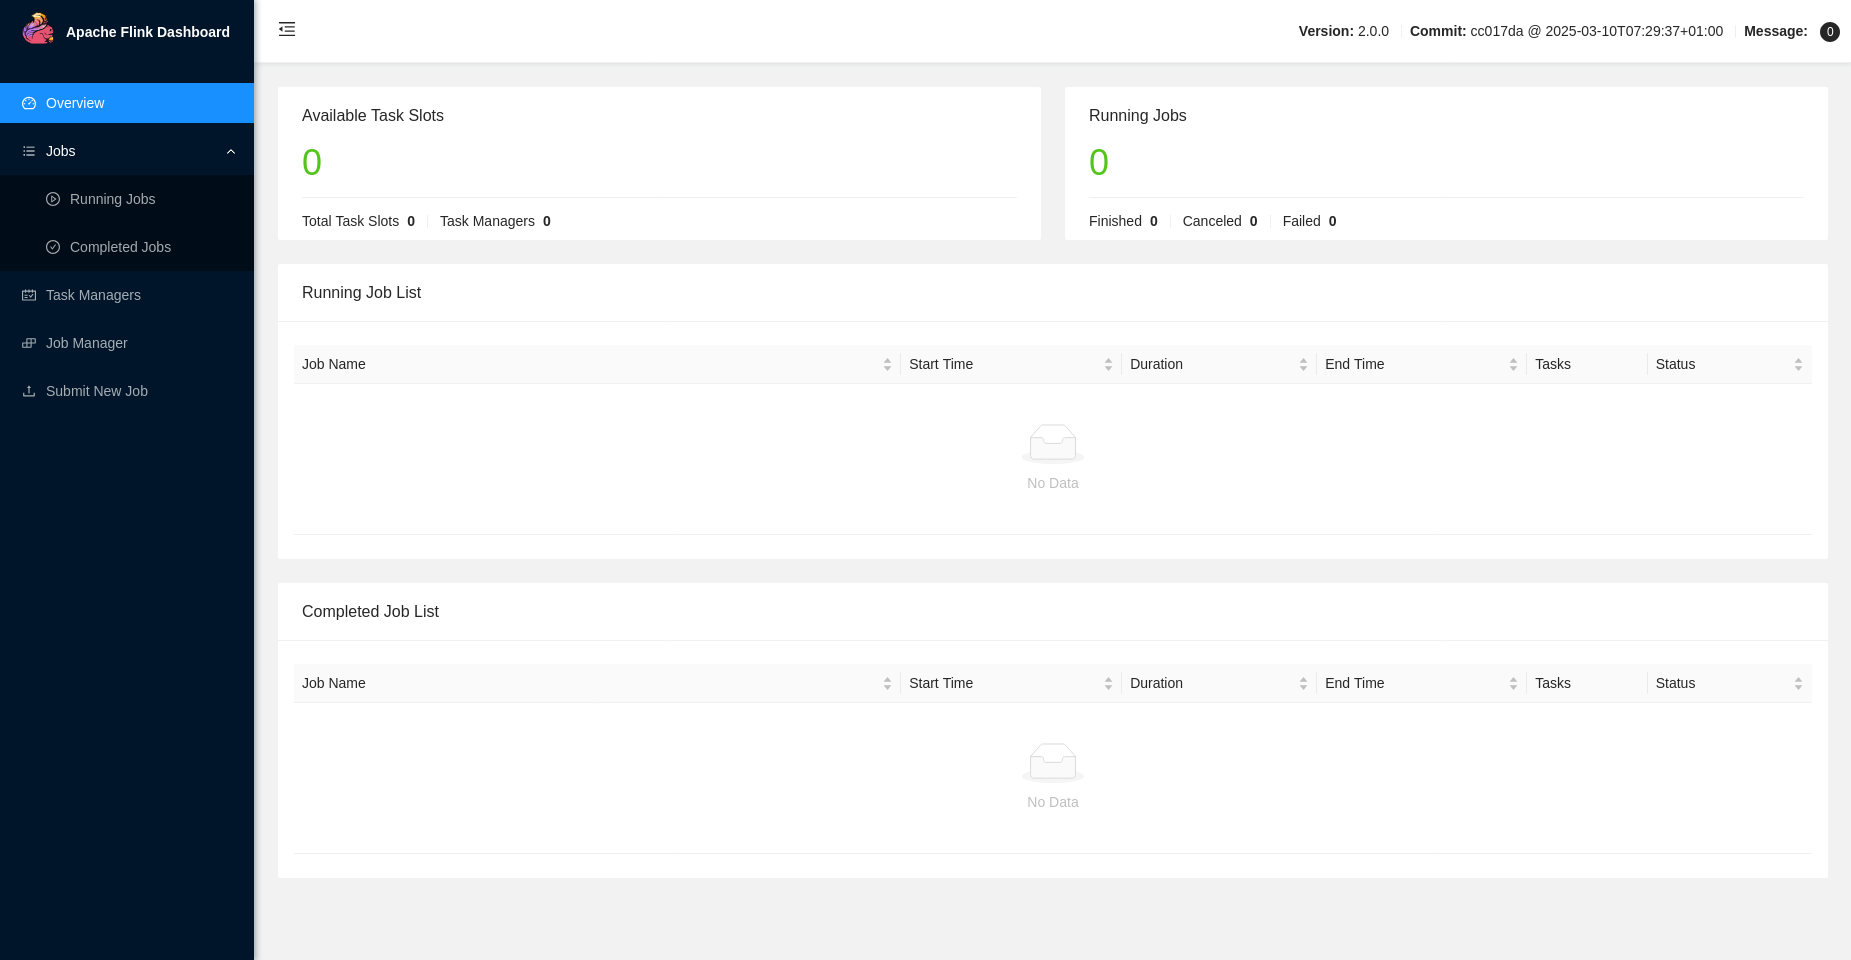 Apache Flink Dashboard
Version: 2.0.0 Commit: cc017da @ 2025-03-10T07:29:37+01:00 Message: 0
Overview
Jobs
Running Jobs
Completed Jobs
Task Managers
Job Manager
Submit New Job
Available Task Slots
0
Total Task Slots 0 Task Managers 0
Running Jobs
0
Finished 0 Canceled 0 Failed 0
Running Job List
Job Name Start Time Duration End Time Tasks Status
No Data
Completed Job List
Job Name Start Time Duration End Time Tasks Status
No Data